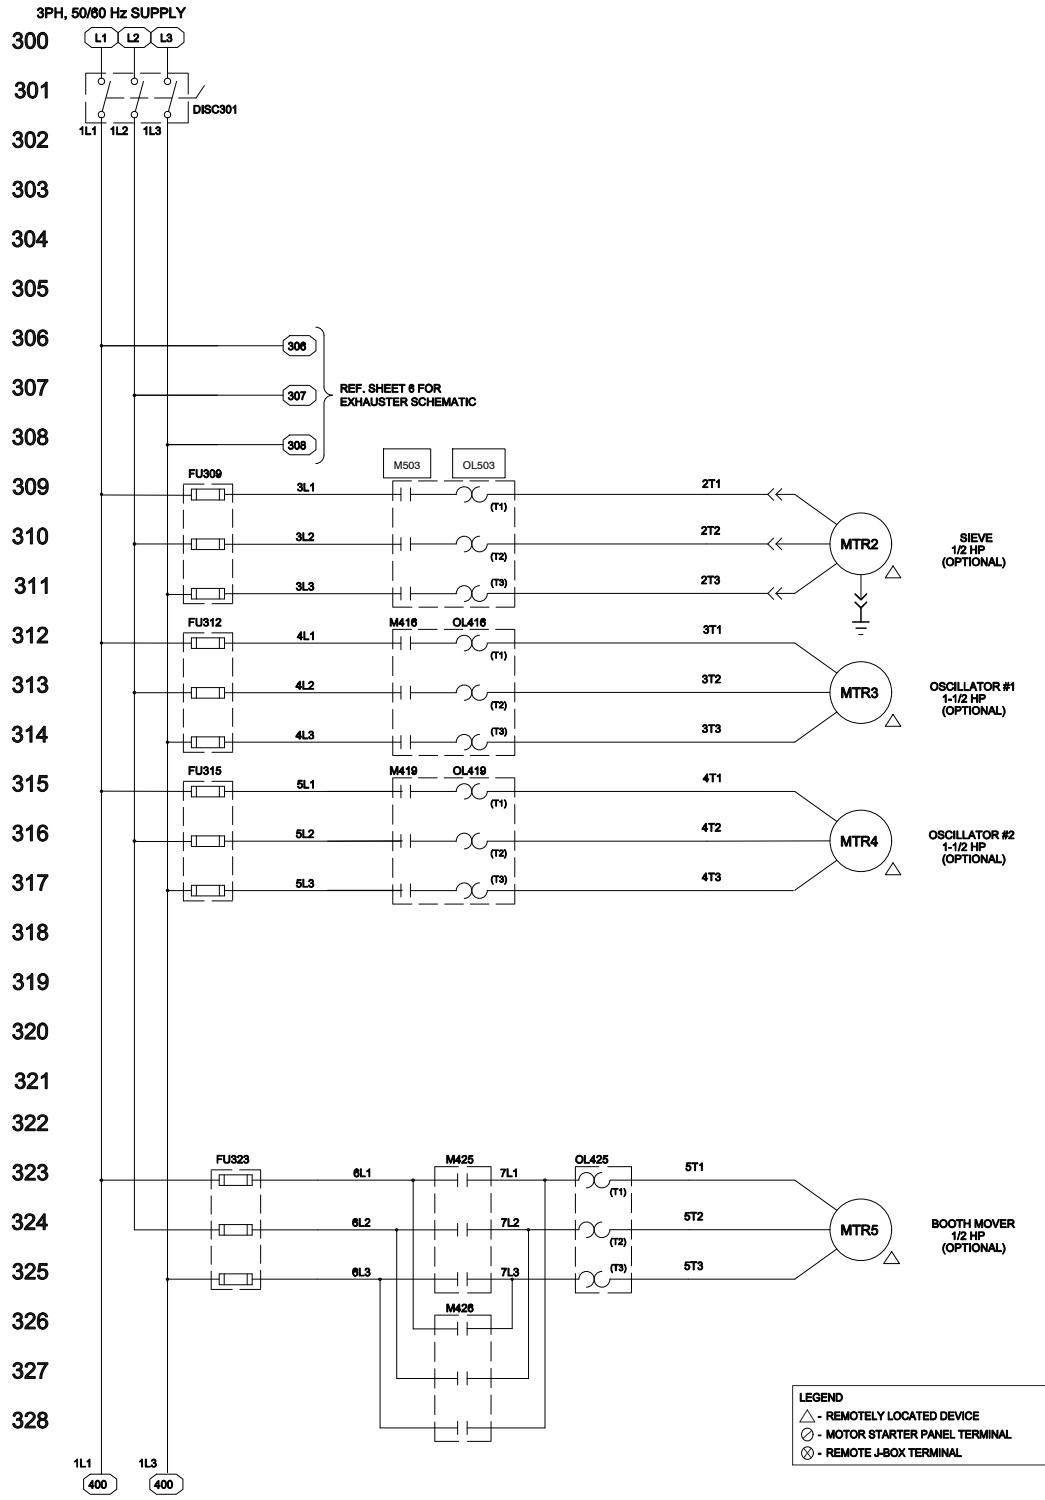 3PH, 50/60 Hz SUPPLY
300 L1 L2 L3
301
DISC301
1L1 1L2 1L3
302
303
304
305
306 306
307 307 REF. SHEET 6 FOR
EXHAUSTER SCHEMATIC
308 308
M503 OL503
FU309
309 3L1 2T1
(T1)
310 3L2 2T2 MTR2 SIEVE
1/2 HP
(OPTIONAL)
(T2)
311 3L3 (T3) 2T3
FU312 M416 OL416
312 4L1 3T1
(T1)
313 4L2 3T2 MTR3 OSCILLATOR #1
1-1/2 HP
(OPTIONAL)
(T2)
314 4L3 (T3) 3T3
FU315 M419 OL419
315 5L1 4T1
(T1)
316 5L2 4T2 MTR4 OSCILLATOR #2
1-1/2 HP
(OPTIONAL)
(T2)
317 5L3 (T3) 4T3
318
319
320
321
322
FU323 M425 OL425
323 6L1 7L1 5T1
(T1)
324 6L2 7L2 5T2 MTR5 BOOTH MOVER
1/2 HP
(OPTIONAL)
(T2)
325 6L3 7L3 (T3) 5T3
M426
326
327
328
LEGEND
△ - REMOTELY LOCATED DEVICE
⊘ - MOTOR STARTER PANEL TERMINAL
⊗ - REMOTE J-BOX TERMINAL
1L1 1L3
400 400